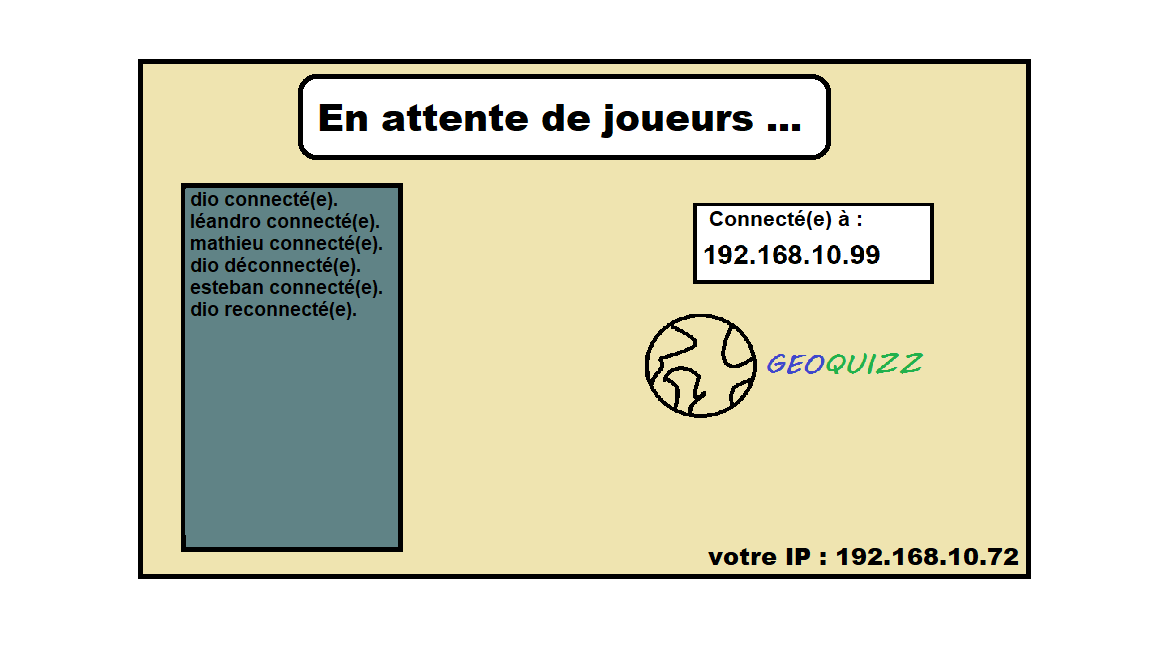 En attente de joueurs ...
dio connecté(e).
léandro connecté(e).
mathieu connecté(e).
dio déconnecté(e).
esteban connecté(e).
dio reconnecté(e).
Connecté(e) à :
192.168.10.99
GEOQUIZZ
votre IP : 192.168.10.72